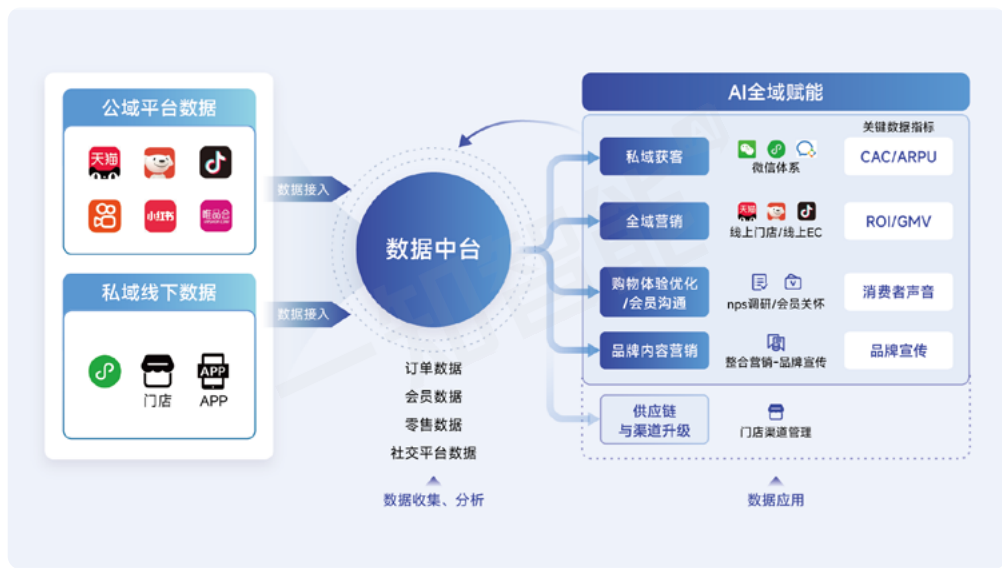 公域平台数据
天猫
小红书
唯品会
数据接入
私域线下数据
APP
门店
APP
数据接入
数据中台
订单数据
会员数据
零售数据
社交平台数据
数据收集、分析
AI全域赋能
关键数据指标
私域获客
微信体系
CAC/ARPU
全域营销
天猫
线上门店/线上EC
ROI/GMV
购物体验优化
/会员沟通
nps调研/会员关怀
消费者声音
品牌内容营销
整合营销-品牌宣传
品牌宣传
供应链
与渠道升级
门店渠道管理
数据应用